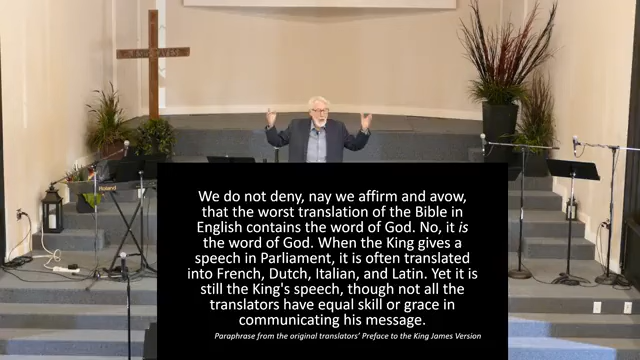 JESUS SAVES
Roland
We do not deny, nay we affirm and avow,
that the worst translation of the Bible in
English contains the word of God. No, it is
the word of God. When the King gives a
speech in Parliament, it is often translated
into French, Dutch, Italian, and Latin. Yet it is
still the King's speech, though not all the
translators have equal skill or grace in
communicating his message.
Paraphrase from the original translators' Preface to the King James Version